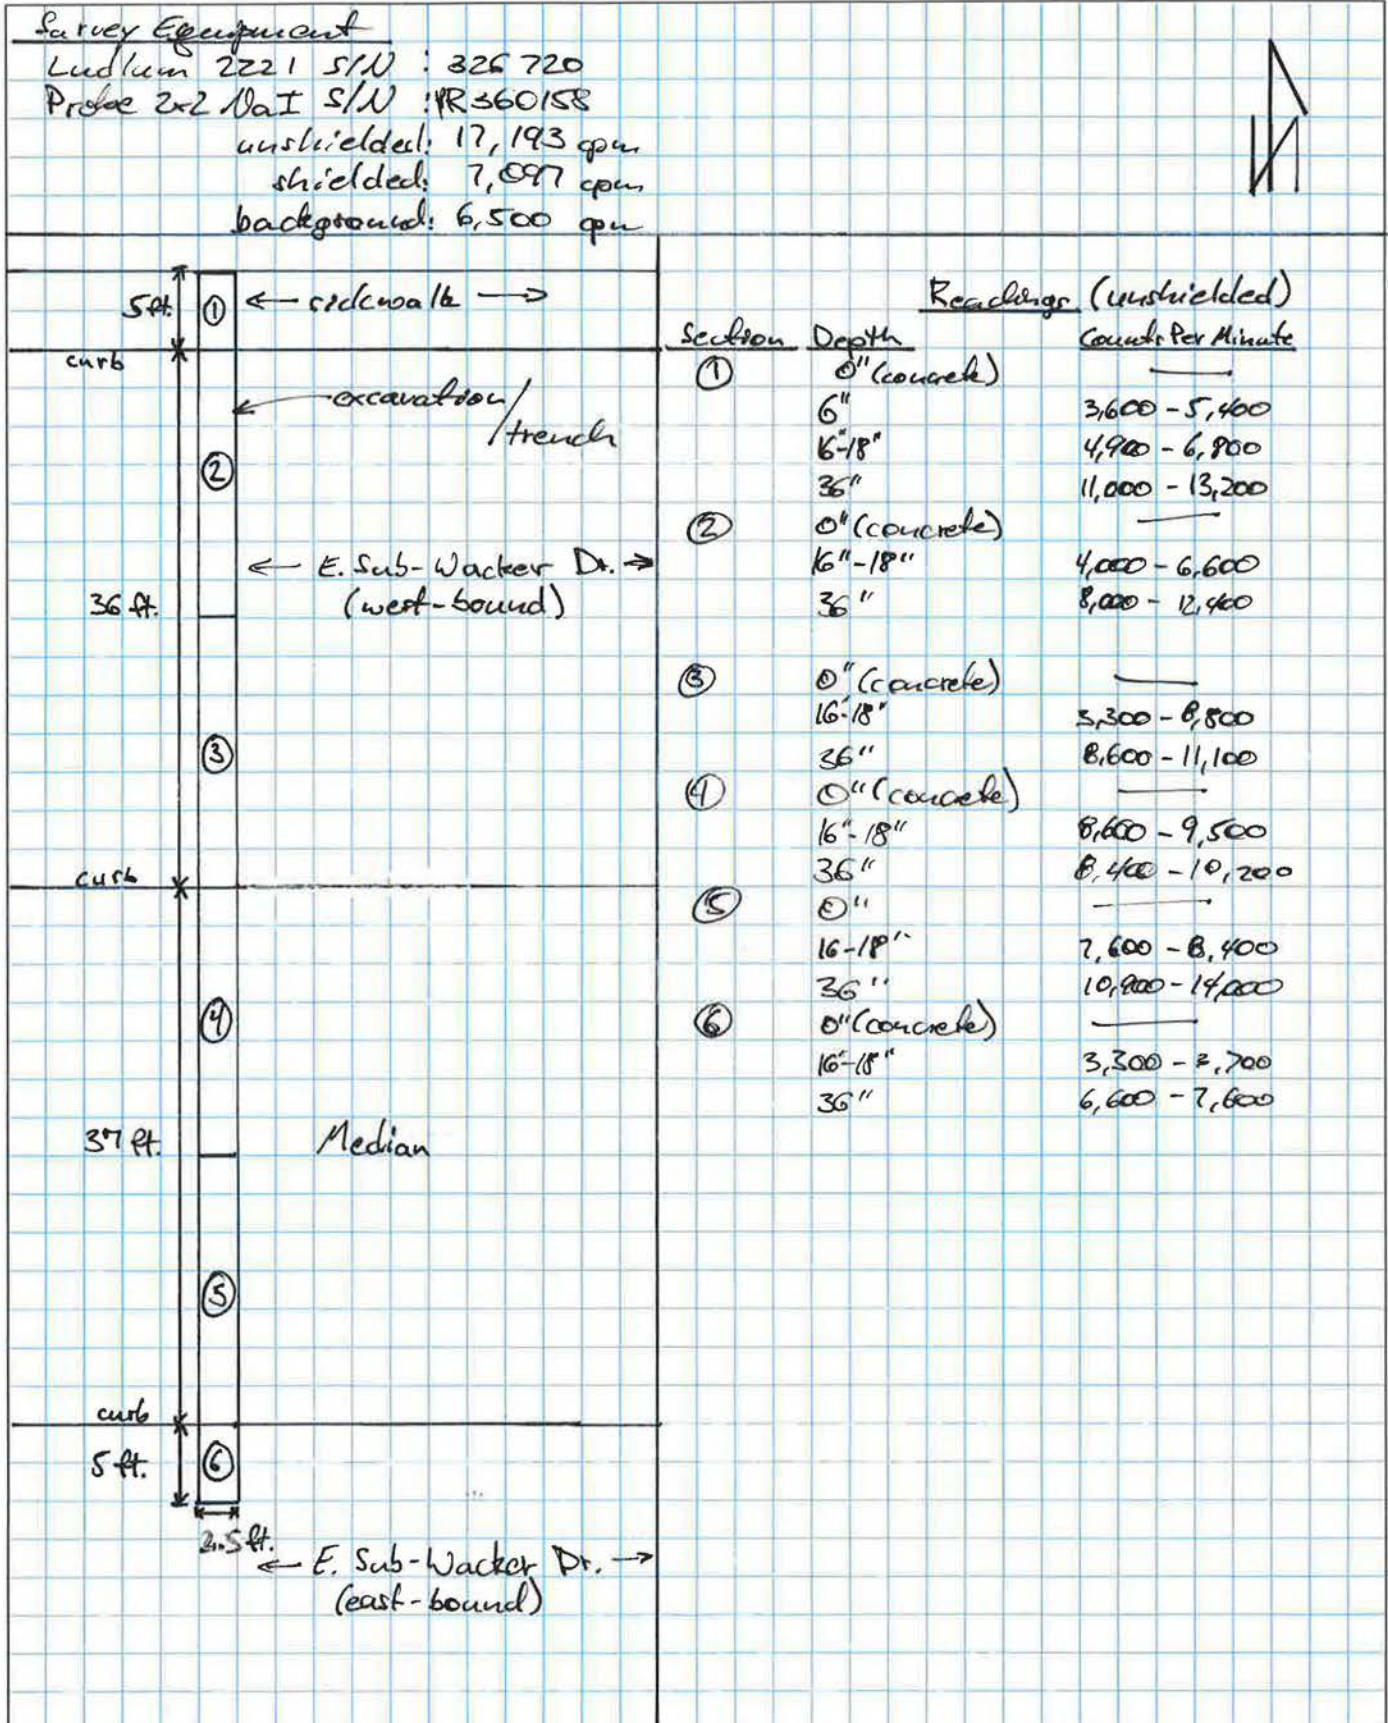 Survey Equipment
Ludlum 2221 S/N : 326720
Probe 2x2 NaI S/N : PR360158
unshielded: 17,193 cpm
shielded: 7,097 cpm
background: 6,500 cpm
N
5 ft. ① ← sidewalk →
curb
excavation/
trench
②
← E. Sub-Wacker Dr. →
36 ft. (west-bound)
③
curb
④
37 ft. Median
⑤
curb
5 ft. ⑥
2.5 ft.
← E. Sub-Wacker Dr. →
(east-bound)
Readings (unshielded)
Section Depth Counts Per Minute
① 0" (concrete) —
6" 3,600 - 5,400
16"-18" 4,900 - 6,800
36" 11,000 - 13,200
② 0" (concrete) —
16"-18" 4,000 - 6,600
36" 8,000 - 12,400
③ 0" (concrete) —
16-18" 5,300 - 6,800
36" 8,600 - 11,100
④ 0" (concrete) —
16"-18" 8,600 - 9,500
36" 8,400 - 10,200
⑤ 0" —
16-18" 7,600 - 8,400
36" 10,900 - 14,000
⑥ 0" (concrete) —
16"-18" 3,300 - 3,700
36" 6,600 - 7,600